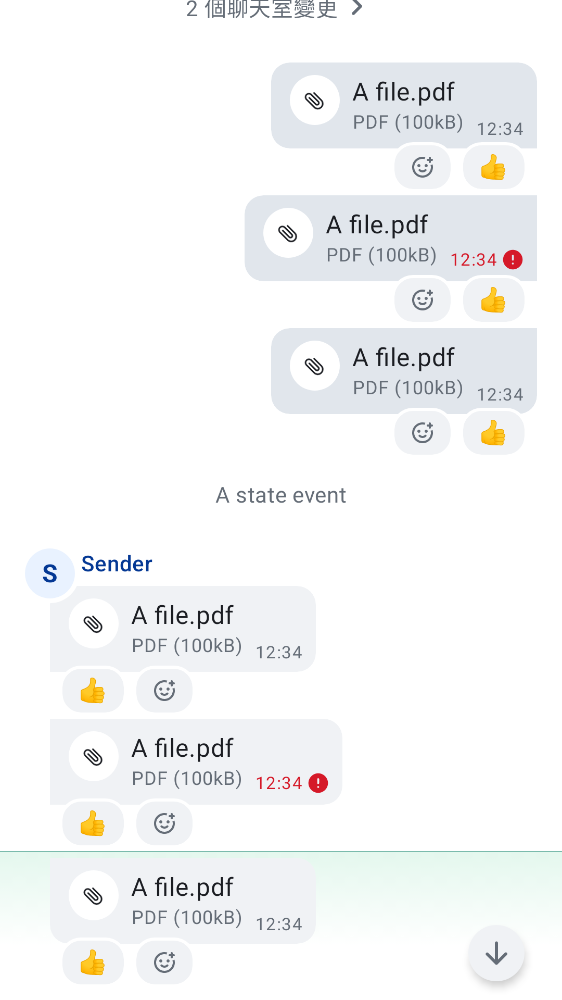 2 個聊天室變更
A file.pdf
PDF (100kB) 12:34
A file.pdf
PDF (100kB) 12:34
A file.pdf
PDF (100kB) 12:34
A state event
S Sender
A file.pdf
PDF (100kB) 12:34
A file.pdf
PDF (100kB) 12:34
A file.pdf
PDF (100kB) 12:34